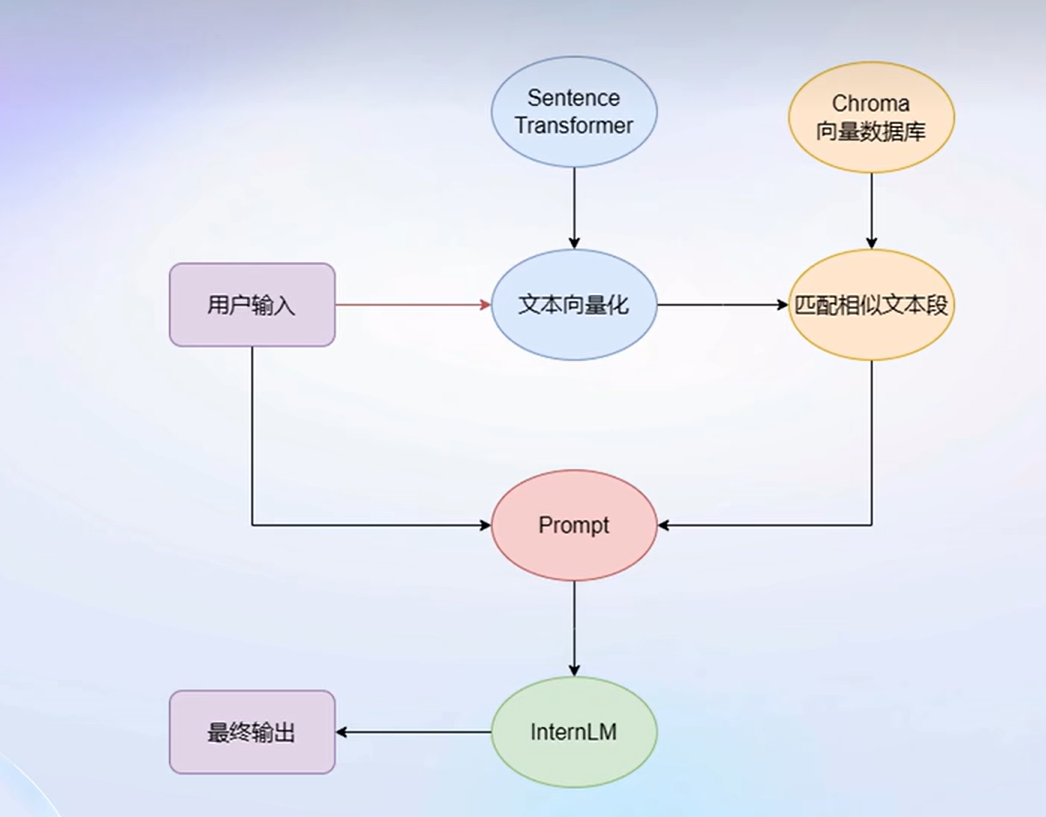 Sentence
Transformer
Chroma
向量数据库
用户输入
文本向量化
匹配相似文本段
Prompt
最终输出
InternLM